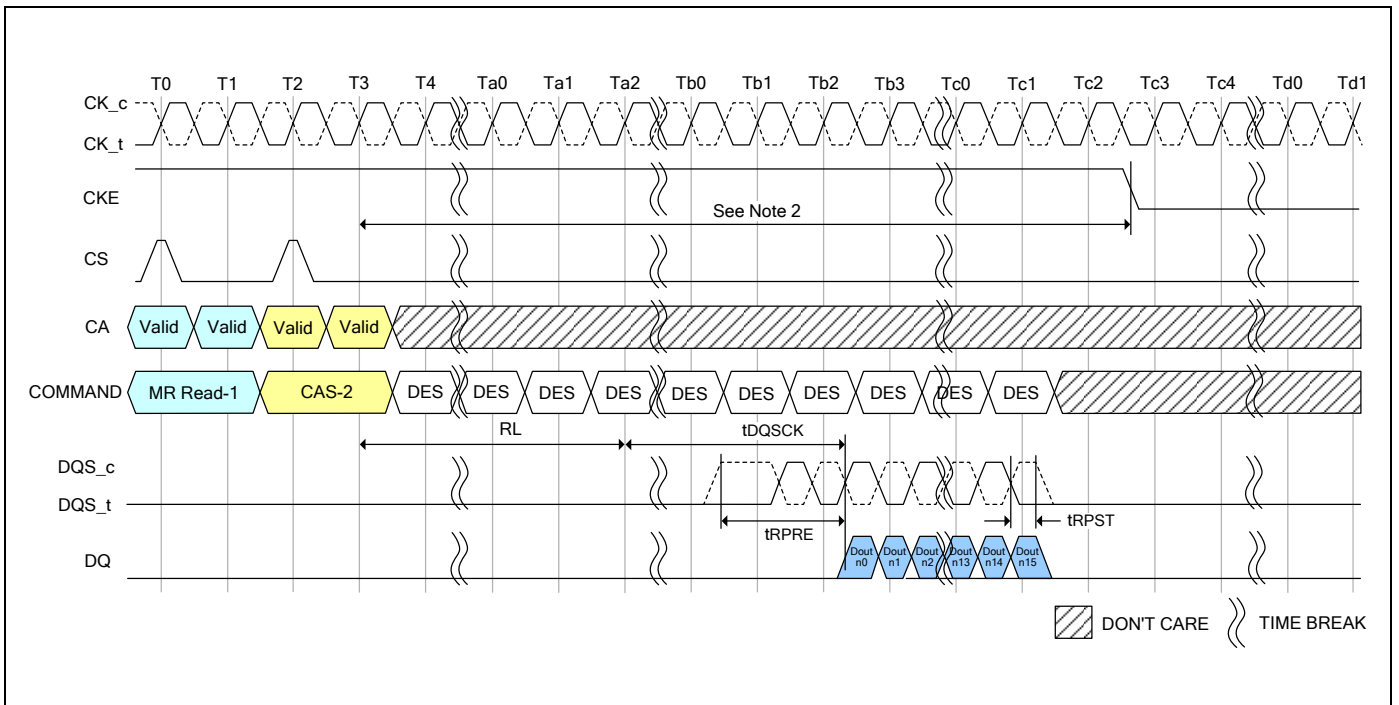 T0 T1 T2 T3 T4 Ta0 Ta1 Ta2 Tb0 Tb1 Tb2 Tb3 Tc0 Tc1 Tc2 Tc3 Tc4 Td0 Td1
CK_c
CK_t
CKE
See Note 2
CS
CA Valid Valid Valid Valid
COMMAND MR Read-1 CAS-2 DES DES DES DES DES DES DES DES DES DES
RL tDQSCK
DQS_c
DQS_t
tRPRE tRPST
DQ
Dout Dout Dout Dout Dout Dout
n0 n1 n2 n13 n14 n15
DON'T CARE TIME BREAK